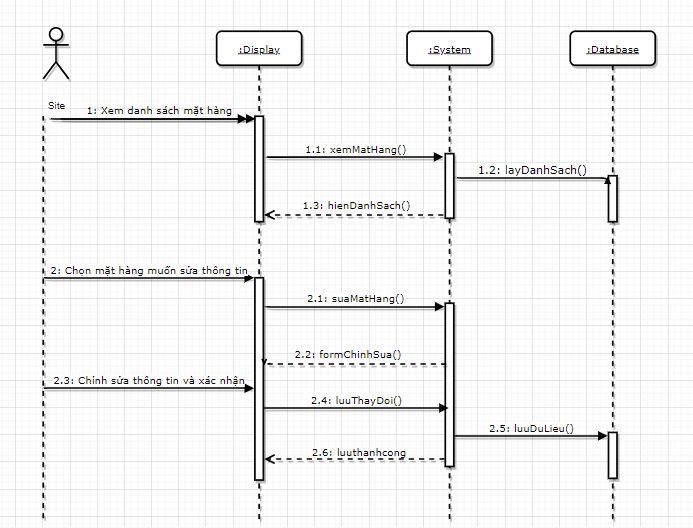 :Display
:System
:Database
Site
1: Xem danh sách mặt hàng
1.1: xemMatHang()
1.2: layDanhSach()
1.3: hienDanhSach()
2: Chọn mặt hàng muốn sửa thông tin
2.1: suaMatHang()
2.2: formChinhSua()
2.3: Chỉnh sửa thông tin và xác nhận
2.4: luuThayDoi()
2.5: luuDuLieu()
2.6: luuthanhcong